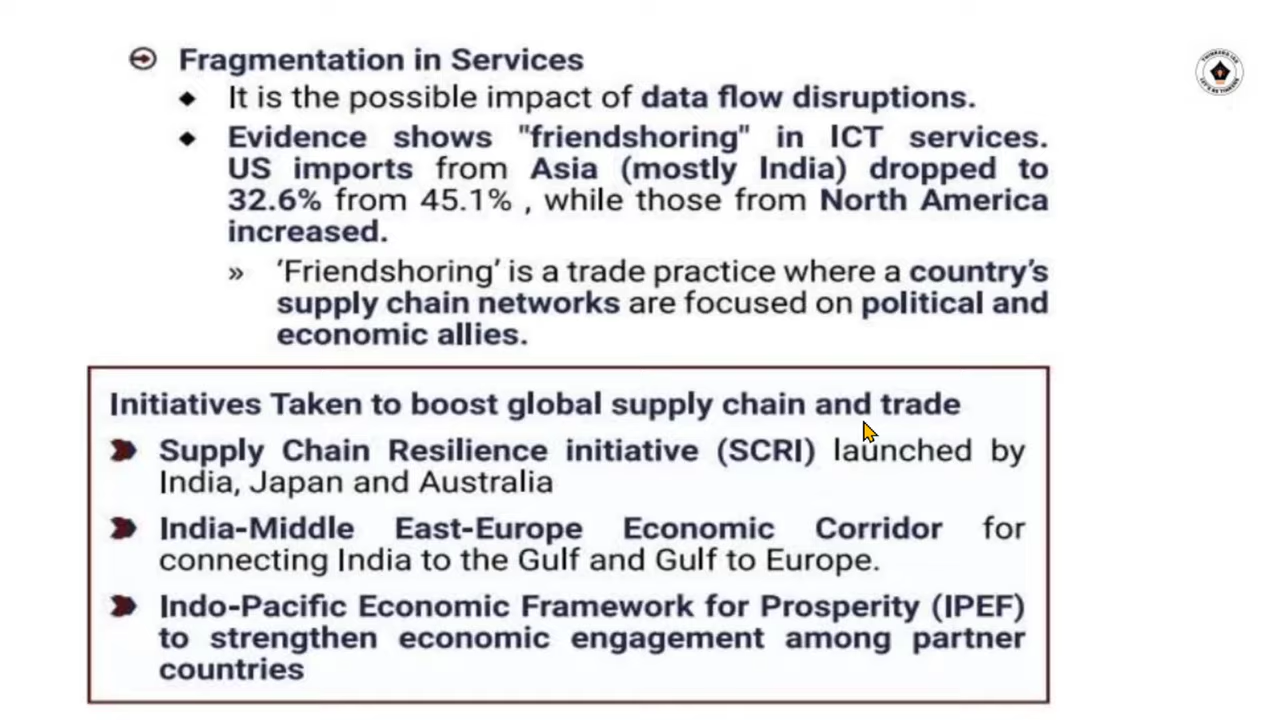 Fragmentation in Services
It is the possible impact of data flow disruptions.
Evidence shows "friendshoring" in ICT services.
US imports from Asia (mostly India) dropped to
32.6% from 45.1% , while those from North America
increased.
» ‘Friendshoring’ is a trade practice where a country’s
supply chain networks are focused on political and
economic allies.
Initiatives Taken to boost global supply chain and trade
Supply Chain Resilience initiative (SCRI) launched by
India, Japan and Australia
India-Middle East-Europe Economic Corridor for
connecting India to the Gulf and Gulf to Europe.
Indo-Pacific Economic Framework for Prosperity (IPEF)
to strengthen economic engagement among partner
countries